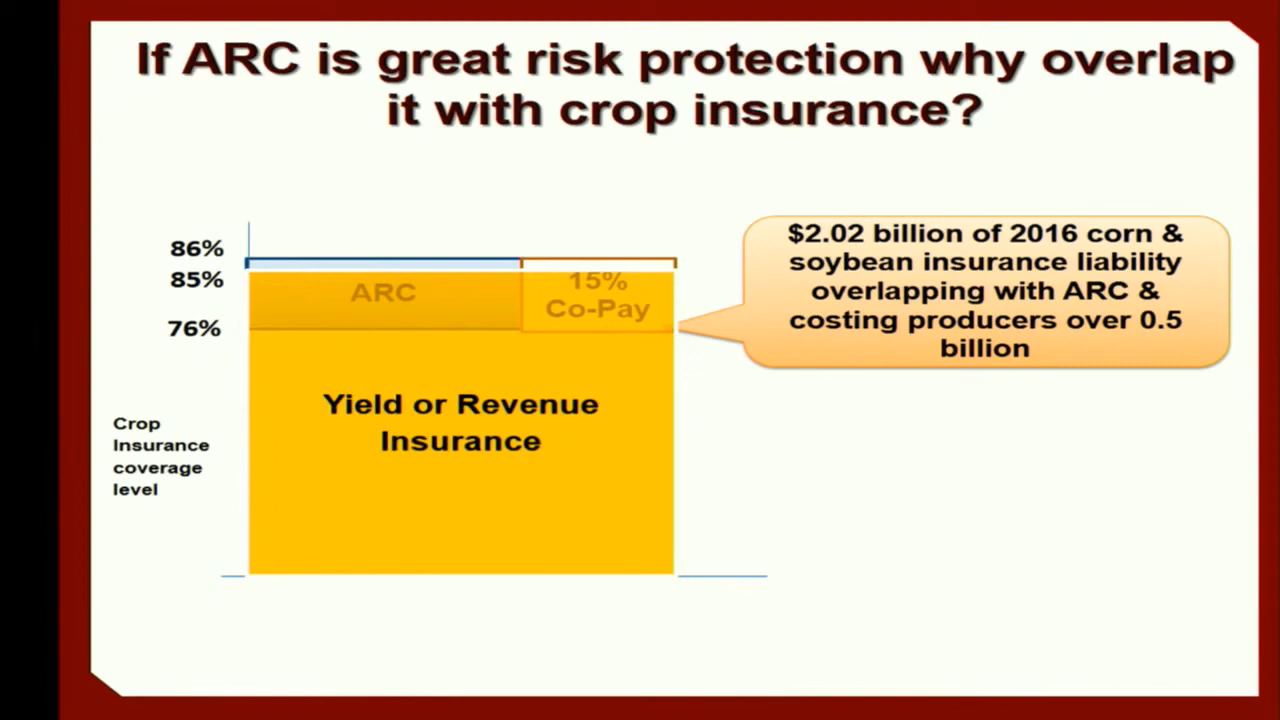 If ARC is great risk protection why overlap
it with crop insurance?
86%
85%
76%
ARC
15%
Co-Pay
$2.02 billion of 2016 corn &
soybean insurance liability
overlapping with ARC &
costing producers over 0.5
billion
Yield or Revenue
Insurance
Crop
Insurance
coverage
level